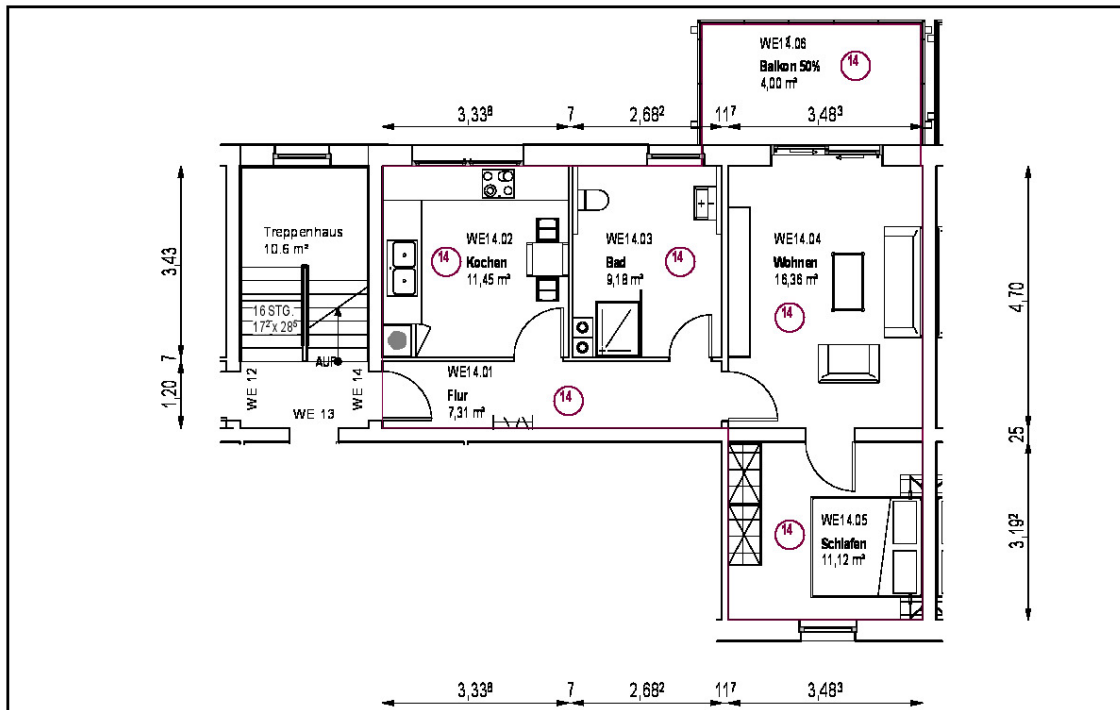 WE14.06
Balkon 50%
4,00 m²
14
3,33⁸ 7 2,68² 11⁷ 3,48³
Treppenhaus
10.6 m²
16 STG.
17² x 28⁵
AUF
WE 12
WE 13
WE 14
WE14.02
Kochen
11,45 m²
14
WE14.03
Bad
9,18 m²
14
WE14.04
Wohnen
16,36 m²
14
WE14.01
Flur
7,31 m²
14
WE14.05
Schlafen
11,12 m²
14
3,43
7
1,20
4,70
25
3,19²
3,33⁸ 7 2,68² 11⁷ 3,48³